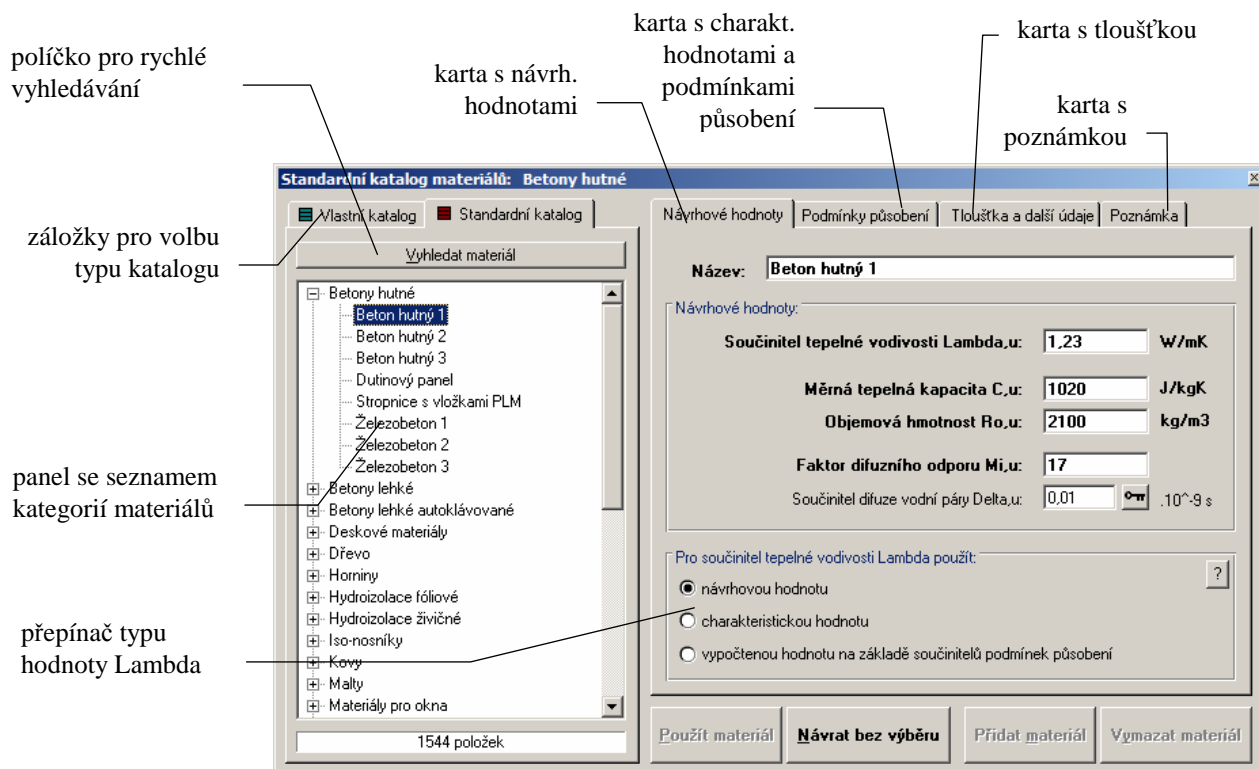 políčko pro rychlé
vyhledávání
karta s návrh.
hodnotami
karta s charakt.
hodnotami a
podmínkami
působení
karta s tloušťkou
karta s
poznámkou
záložky pro volbu
typu katalogu
panel se seznamem
kategorií materiálů
přepínač typu
hodnoty Lambda
Standardní katalog materiálů: Betony hutné
Vlastní katalog
Standardní katalog
Vyhledat materiál
Betony hutné
Beton hutný 1
Beton hutný 2
Beton hutný 3
Dutinový panel
Stropnice s vložkami PLM
Železobeton 1
Železobeton 2
Železobeton 3
Betony lehké
Betony lehké autoklávované
Deskové materiály
Dřevo
Horniny
Hydroizolace fóliové
Hydroizolace živičné
Iso-nosníky
Kovy
Malty
Materiály pro okna
1544 položek
Návrhové hodnoty
Podmínky působení
Tloušťka a další údaje
Poznámka
Název: Beton hutný 1
Návrhové hodnoty:
Součinitel tepelné vodivosti Lambda,u: 1,23 W/mK
Měrná tepelná kapacita C,u: 1020 J/kgK
Objemová hmotnost Ro,u: 2100 kg/m3
Faktor difuzního odporu Mi,u: 17
Součinitel difuze vodní páry Delta,u: 0,01 .10^-9 s
Pro součinitel tepelné vodivosti Lambda použít:
?
návrhovou hodnotu
charakteristickou hodnotu
vypočtenou hodnotu na základě součinitelů podmínek působení
Použít materiál
Návrat bez výběru
Přidat materiál
Vymazat materiál